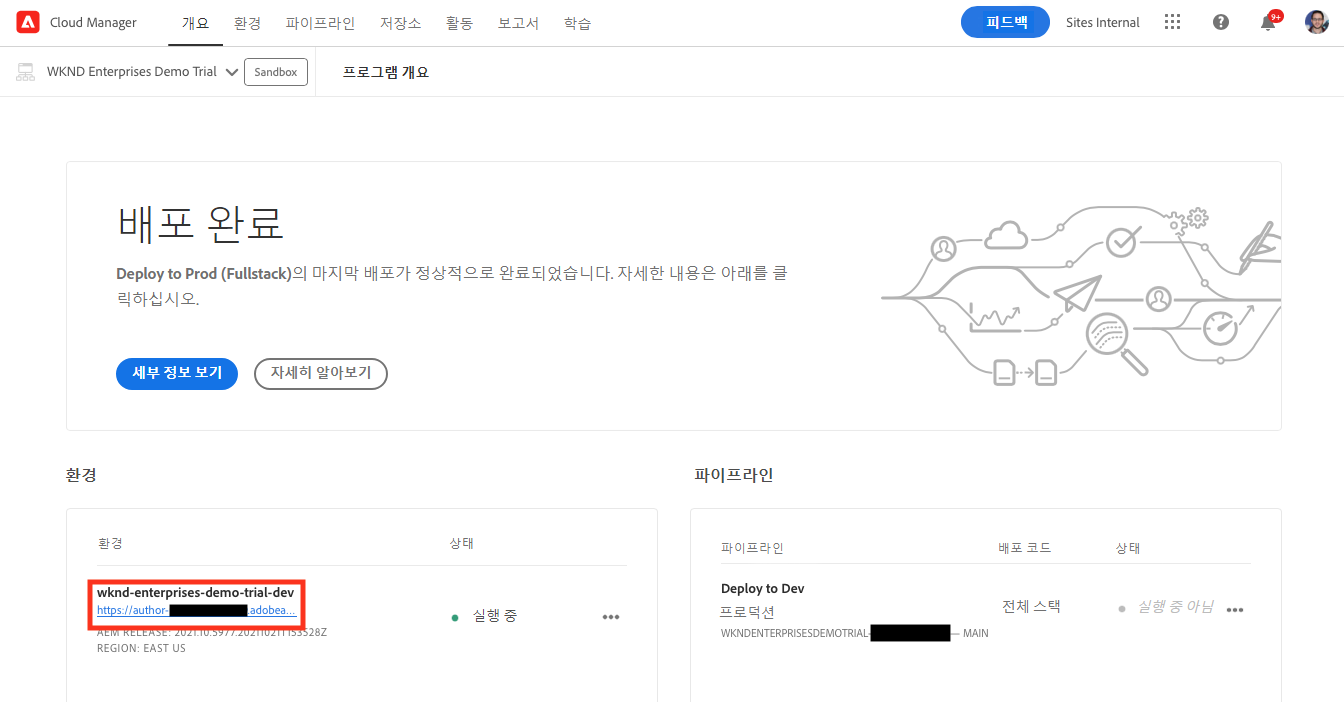 Cloud Manager 개요 환경 파이프라인 저장소 활동 보고서 학습 피드백 Sites Internal 9+
WKND Enterprises Demo Trial Sandbox 프로그램 개요
배포 완료
Deploy to Prod (Fullstack)의 마지막 배포가 정상적으로 완료되었습니다. 자세한 내용은 아래를 클
릭하십시오.
세부 정보 보기 자세히 알아보기
환경
환경 상태
wknd-enterprises-demo-trial-dev
https://author- .adobea...
실행 중
AEM RELEASE: 2021.10.5977.20211021T153528Z
REGION: EAST US
파이프라인
파이프라인 배포 코드 상태
Deploy to Dev
프로덕션
전체 스택 실행 중 아님
WKNDENTERPRISESDEMOTRIAL- — MAIN